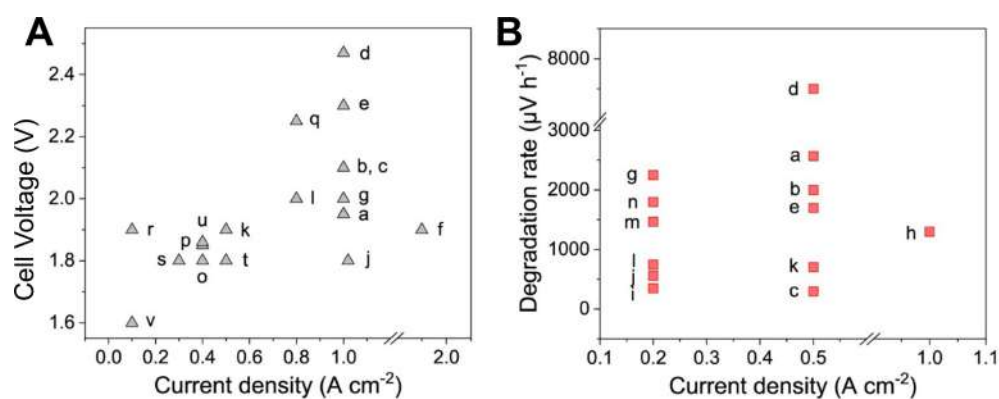 A
Cell Voltage (V)
2.4
2.2
2.0
1.8
1.6
d
e
q
b, c
l
g
a
f
r
u
k
p
s
o
t
j
v
0.0 0.2 0.4 0.6 0.8 1.0 2.0
Current density (A cm⁻²)
B
Degradation rate (µV h⁻¹)
8000
3000
2000
1000
0
d
a
g
b
n
e
m
h
l
k
j
i
c
0.1 0.2 0.3 0.4 0.5 1.0 1.1
Current density (A cm⁻²)